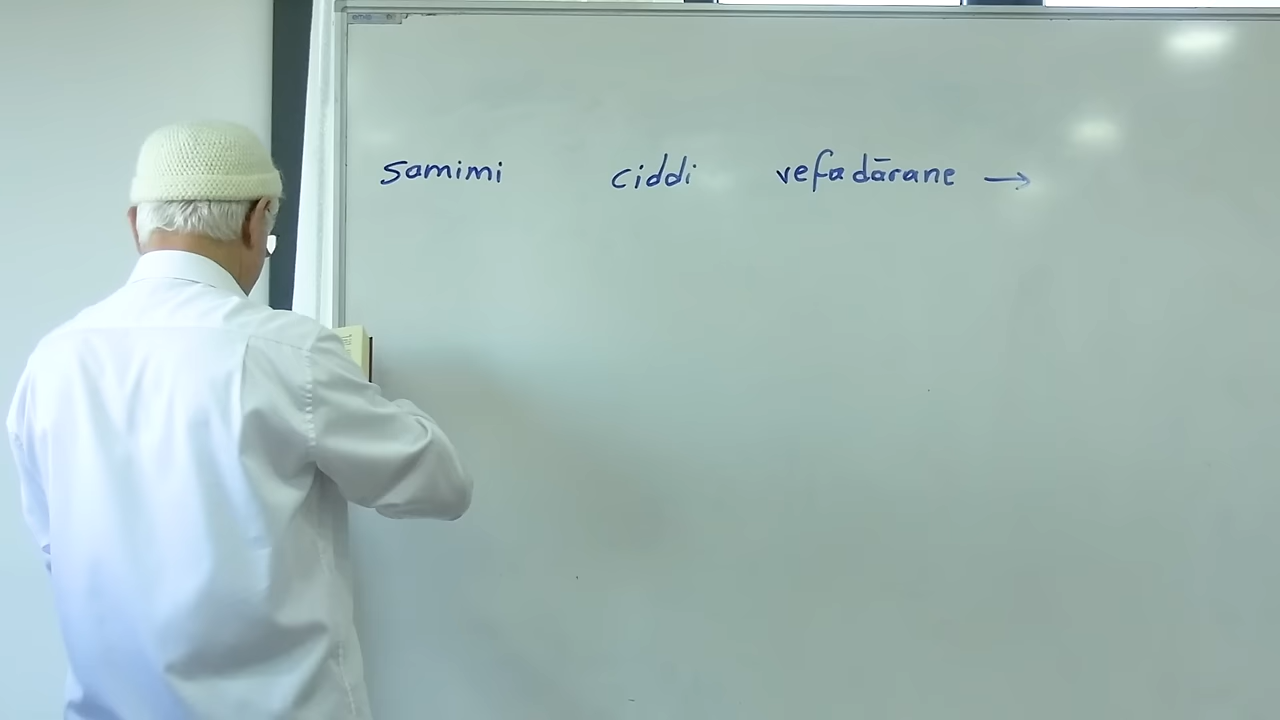 samimi ciddi vefadārane →